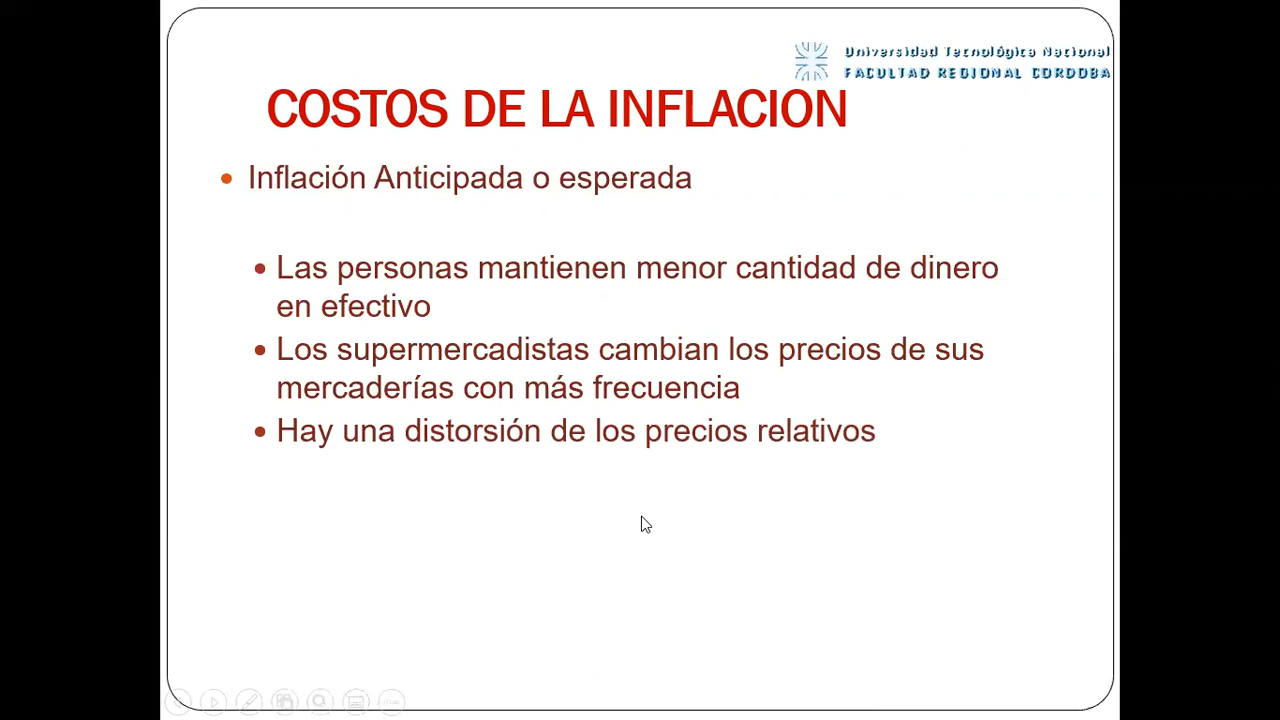 Universidad Tecnológica Nacional
FACULTAD REGIONAL CORDOBA
COSTOS DE LA INFLACION
• Inflación Anticipada o esperada
• Las personas mantienen menor cantidad de dinero
en efectivo
• Los supermercadistas cambian los precios de sus
mercaderías con más frecuencia
• Hay una distorsión de los precios relativos